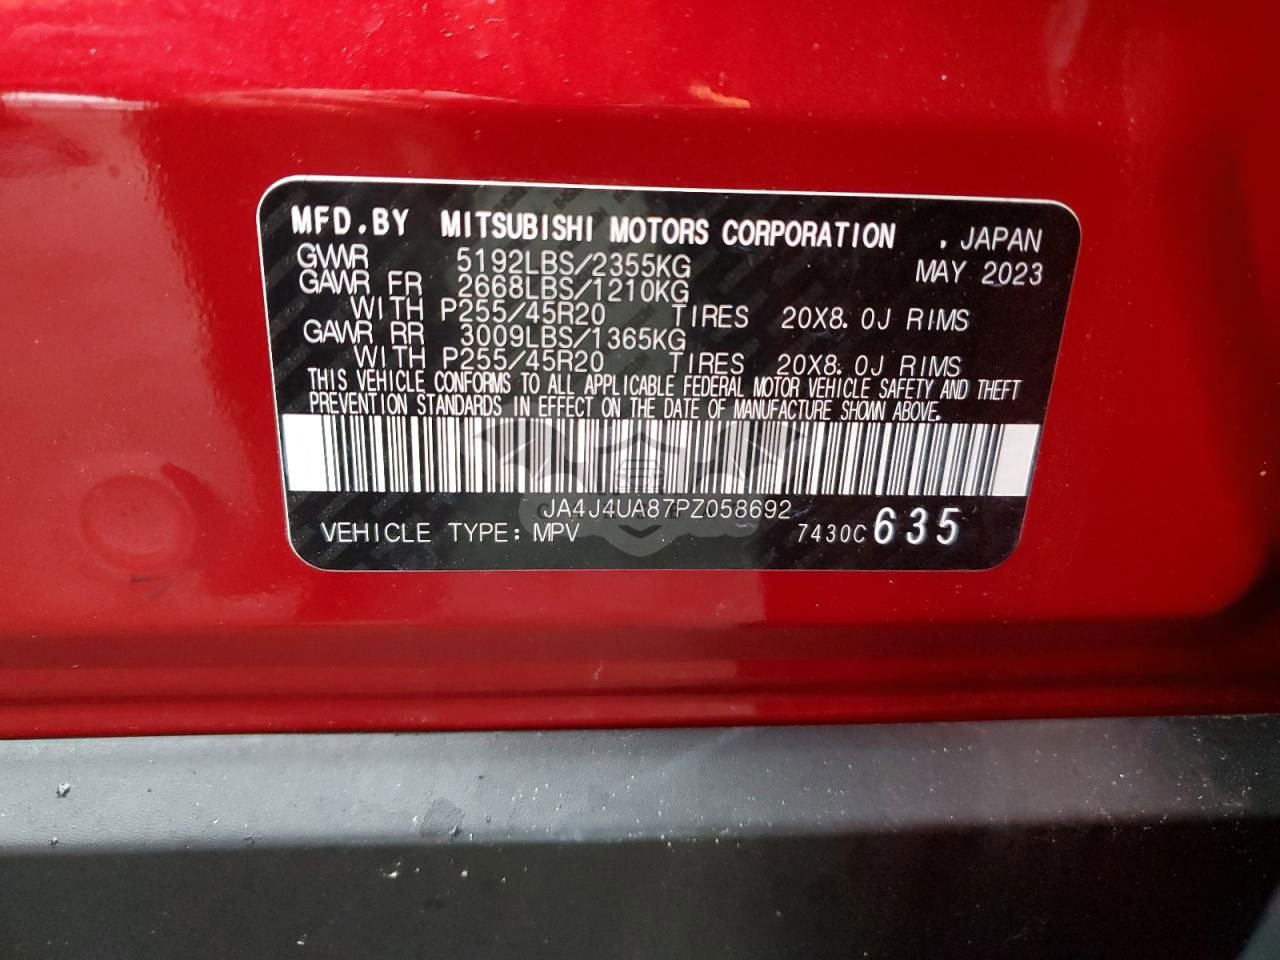 MFD.BY MITSUBISHI MOTORS CORPORATION . JAPAN
GVWR 5192LBS/2355KG MAY 2023
GAWR FR 2668LBS/1210KG
WITH P255/45R20 TIRES 20X8.0J RIMS
GAWR RR 3009LBS/1365KG
WITH P255/45R20 TIRES 20X8.0J RIMS
THIS VEHICLE CONFORMS TO ALL APPLICABLE FEDERAL MOTOR VEHICLE SAFETY AND THEFT
PREVENTION STANDARDS IN EFFECT ON THE DATE OF MANUFACTURE SHOWN ABOVE.
JA4J4UA87PZ058692
VEHICLE TYPE: MPV 7430C 635